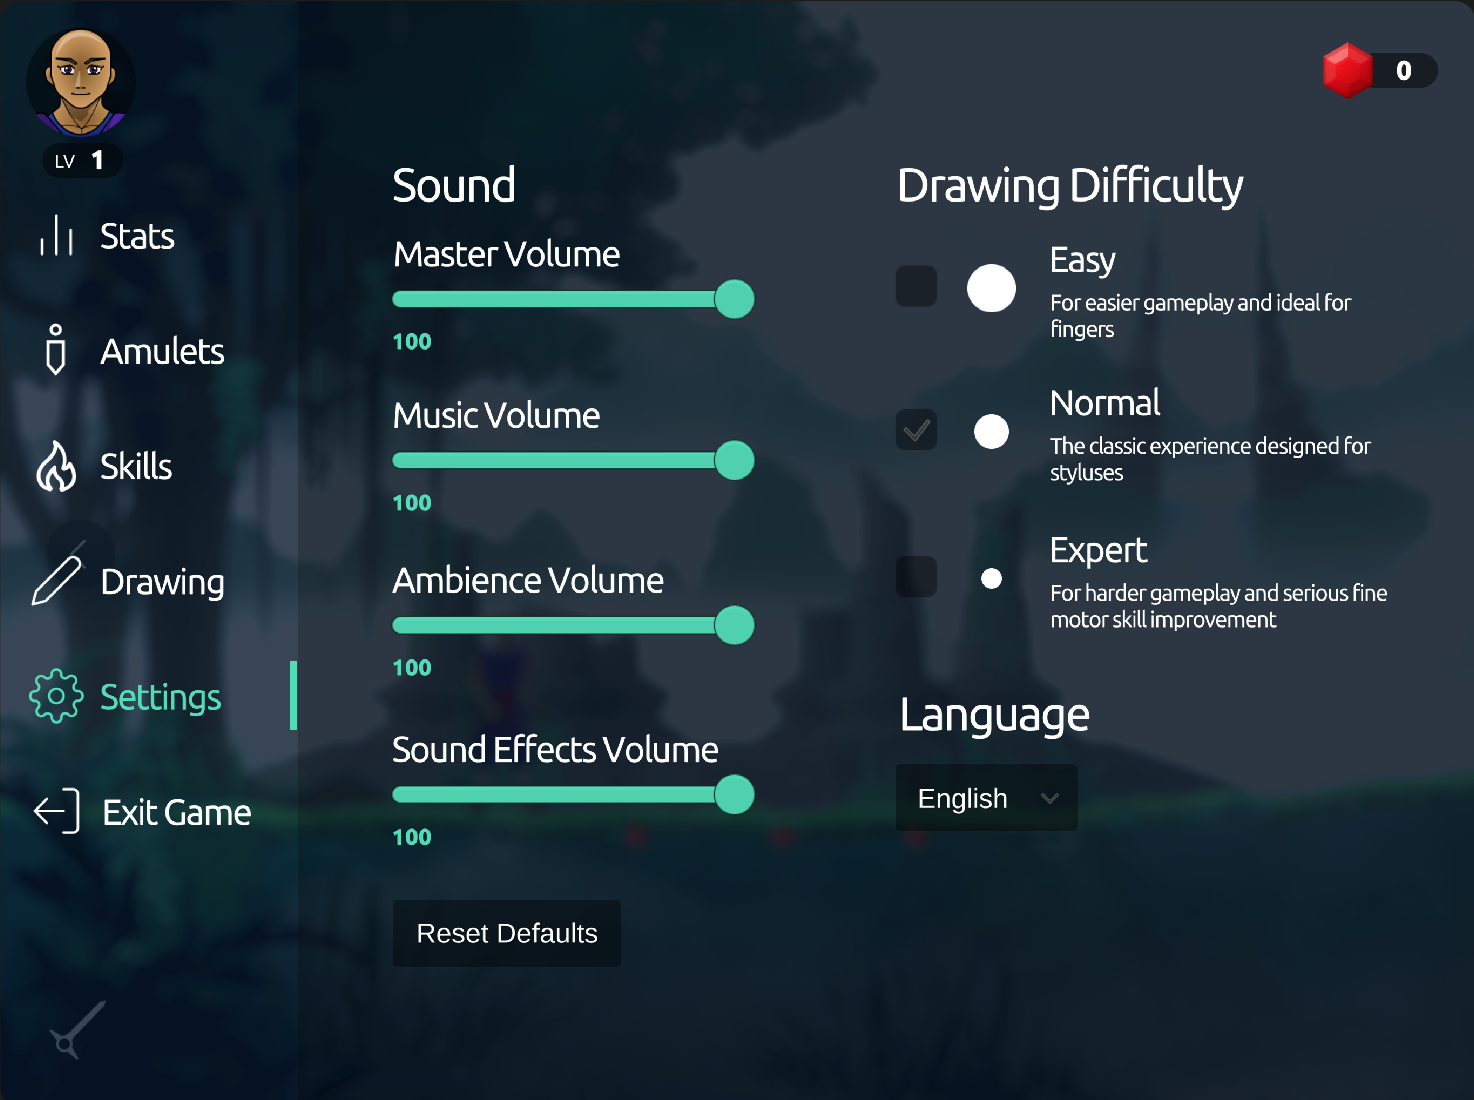 LV 1
0
Stats
Amulets
Skills
Drawing
Settings
Exit Game
Sound
Master Volume
100
Music Volume
100
Ambience Volume
100
Sound Effects Volume
100
Reset Defaults
Drawing Difficulty
Easy
For easier gameplay and ideal for
fingers
Normal
The classic experience designed for
styluses
Expert
For harder gameplay and serious fine
motor skill improvement
Language
English